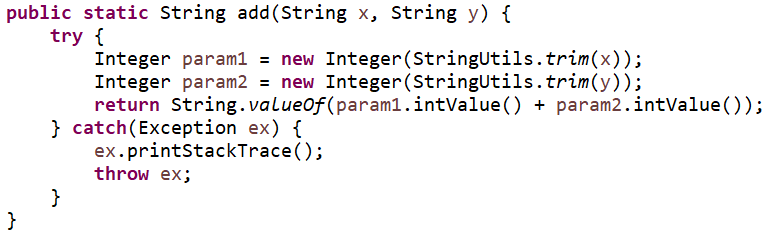 public static String add(String x, String y) {
    try {
        Integer param1 = new Integer(StringUtils.trim(x));
        Integer param2 = new Integer(StringUtils.trim(y));
        return String.valueOf(param1.intValue() + param2.intValue());
    } catch(Exception ex) {
        ex.printStackTrace();
        throw ex;
    }
}